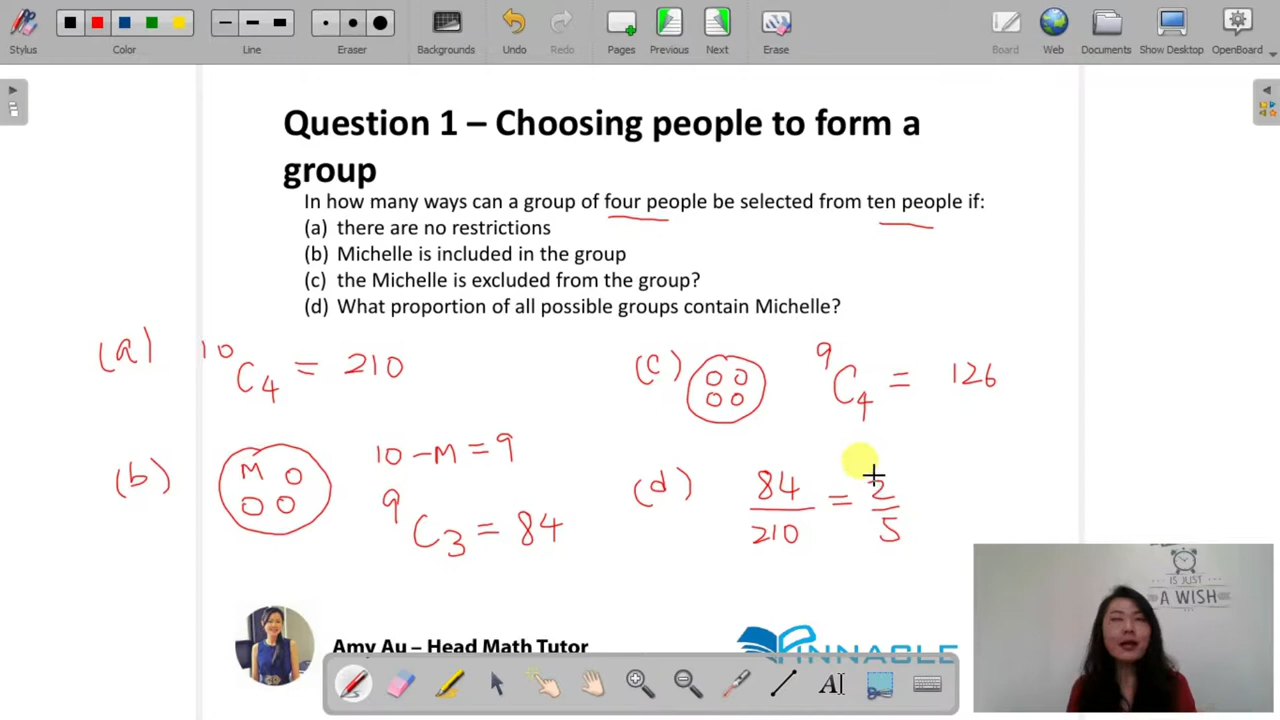 Stylus
Color
Line
Eraser
Backgrounds
Undo
Redo
Pages
Previous
Next
Erase
Board
Web
Documents
Show Desktop
OpenBoard
Question 1 – Choosing people to form a
group
In how many ways can a group of four people be selected from ten people if:
(a) there are no restrictions
(b) Michelle is included in the group
(c) the Michelle is excluded from the group?
(d) What proportion of all possible groups contain Michelle?
(a) ¹⁰C₄ = 210
(c) ⁹C₄ = 126
(b) M 10 – M = 9
⁹C₃ = 84
(d) 84/210 = 2/5
IS JUST
A WISH
Amy Au – Head Math Tutor
PINNACLE
AI